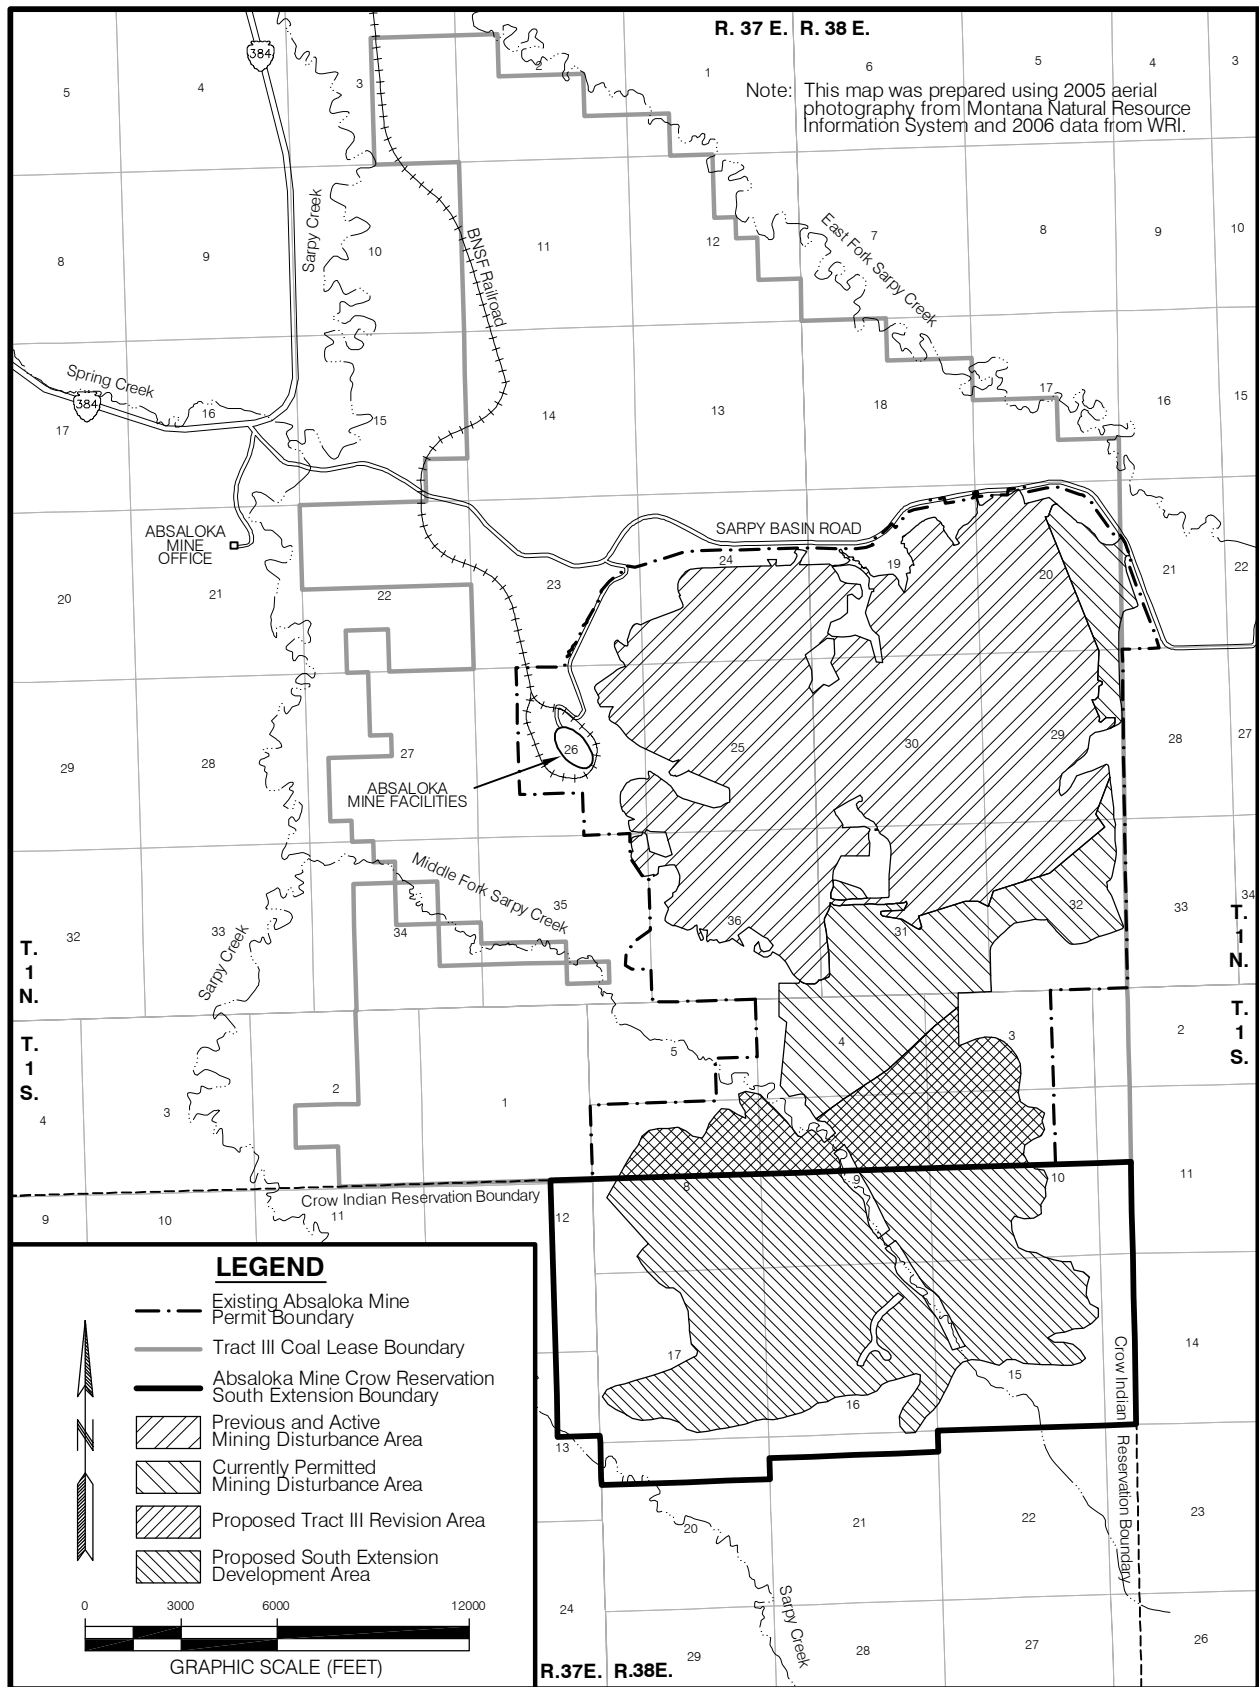 R. 37 E. R. 38 E.
384
3
2
1
6
5
4
3
5
4
Note: This map was prepared using 2005 aerial
photography from Montana Natural Resource
Information System and 2006 data from WRI.
Sarpy Creek
BNSF Railroad
East Fork Sarpy Creek
8
9
10
11
12
7
8
9
10
Spring Creek
384
16
17
15
14
13
18
17
16
15
ABSALOKA
MINE
OFFICE
SARPY BASIN ROAD
20
21
22
23
24
19
20
21
22
29
28
27
26
25
30
29
28
27
ABSALOKA
MINE FACILITIES
Middle Fork Sarpy Creek
Sarpy Creek
32
33
34
35
36
31
32
33
34
T.
1
N.
T.
1
N.
T.
1
S.
T.
1
S.
4
3
2
1
5
4
3
2
Crow Indian Reservation Boundary
9
10
11
12
8
9
10
11
17
16
15
14
13
Crow Indian Reservation Boundary
20
21
22
23
24
29
28
27
26
Sarpy Creek
R.37E. R.38E.
LEGEND
Existing Absaloka Mine
Permit Boundary
Tract III Coal Lease Boundary
Absaloka Mine Crow Reservation
South Extension Boundary
Previous and Active
Mining Disturbance Area
Currently Permitted
Mining Disturbance Area
Proposed Tract III Revision Area
Proposed South Extension
Development Area
N
0 3000 6000 12000
GRAPHIC SCALE (FEET)